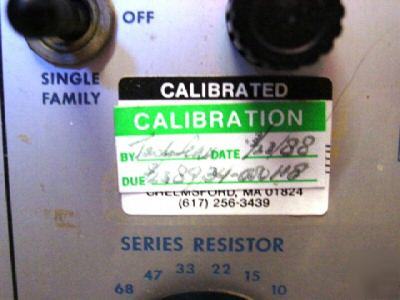 OFF
SINGLE
FAMILY
CALIBRATED
CALIBRATION
BY DATE /88
DUE
CHELMSFORD, MA 01824
(617) 256-3439
SERIES RESISTOR
68 47 33 22 15 10